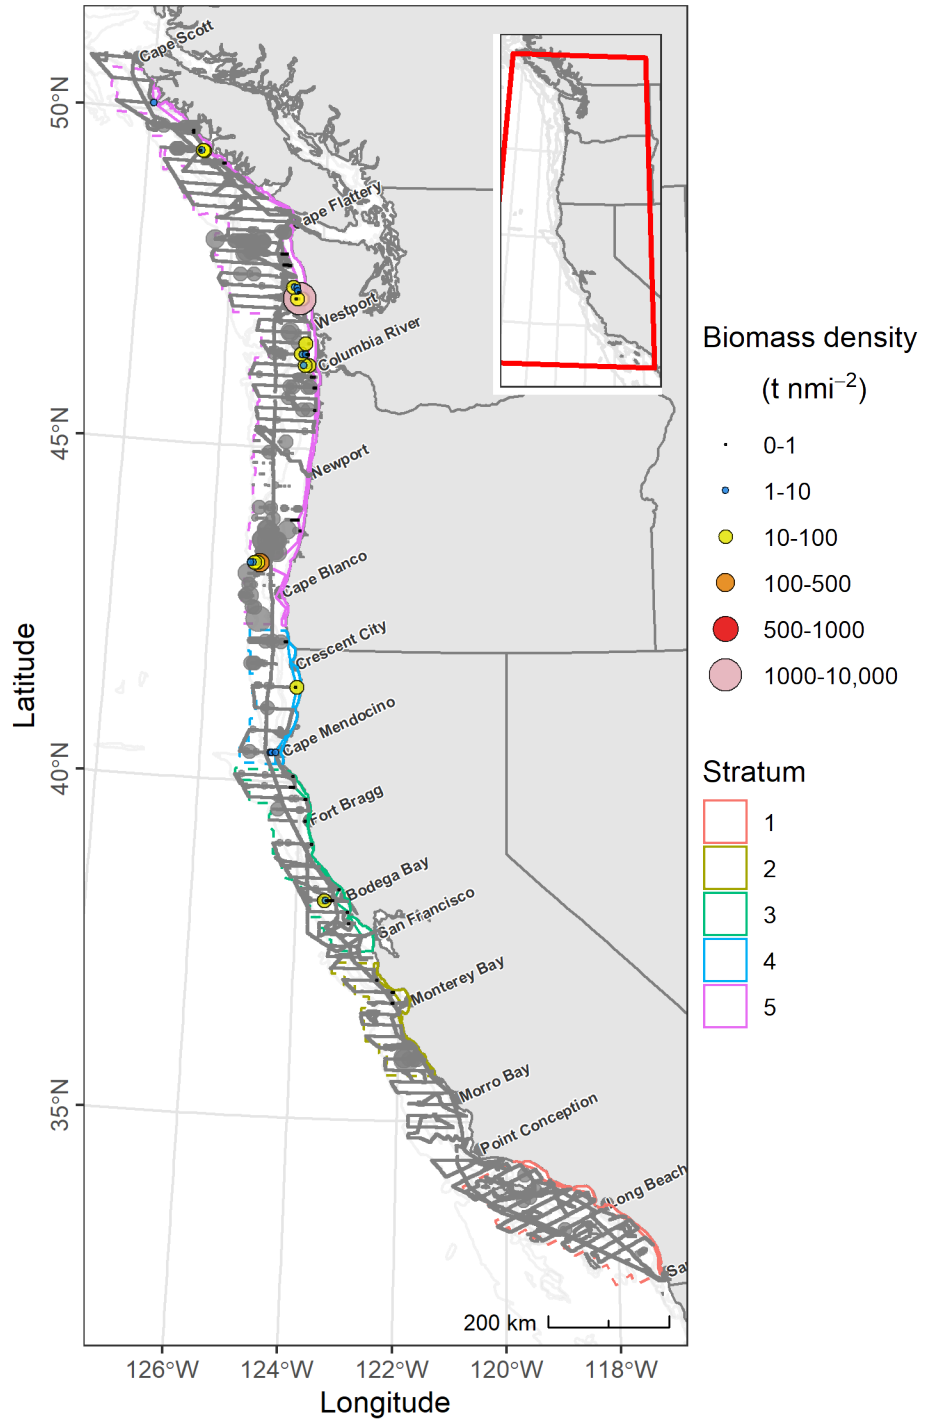 Cape Scott
50°N
Cape Flattery
Westport
Columbia River
45°N
Newport
Cape Blanco
Crescent City
Cape Mendocino
40°N
Fort Bragg
Bodega Bay
San Francisco
Monterey Bay
35°N
Morro Bay
Point Conception
Long Beach
Sa
200 km
126°W
124°W
122°W
120°W
118°W
Longitude
Latitude
Biomass density
(t nmi⁻²)
0-1
1-10
10-100
100-500
500-1000
1000-10,000
Stratum
1
2
3
4
5